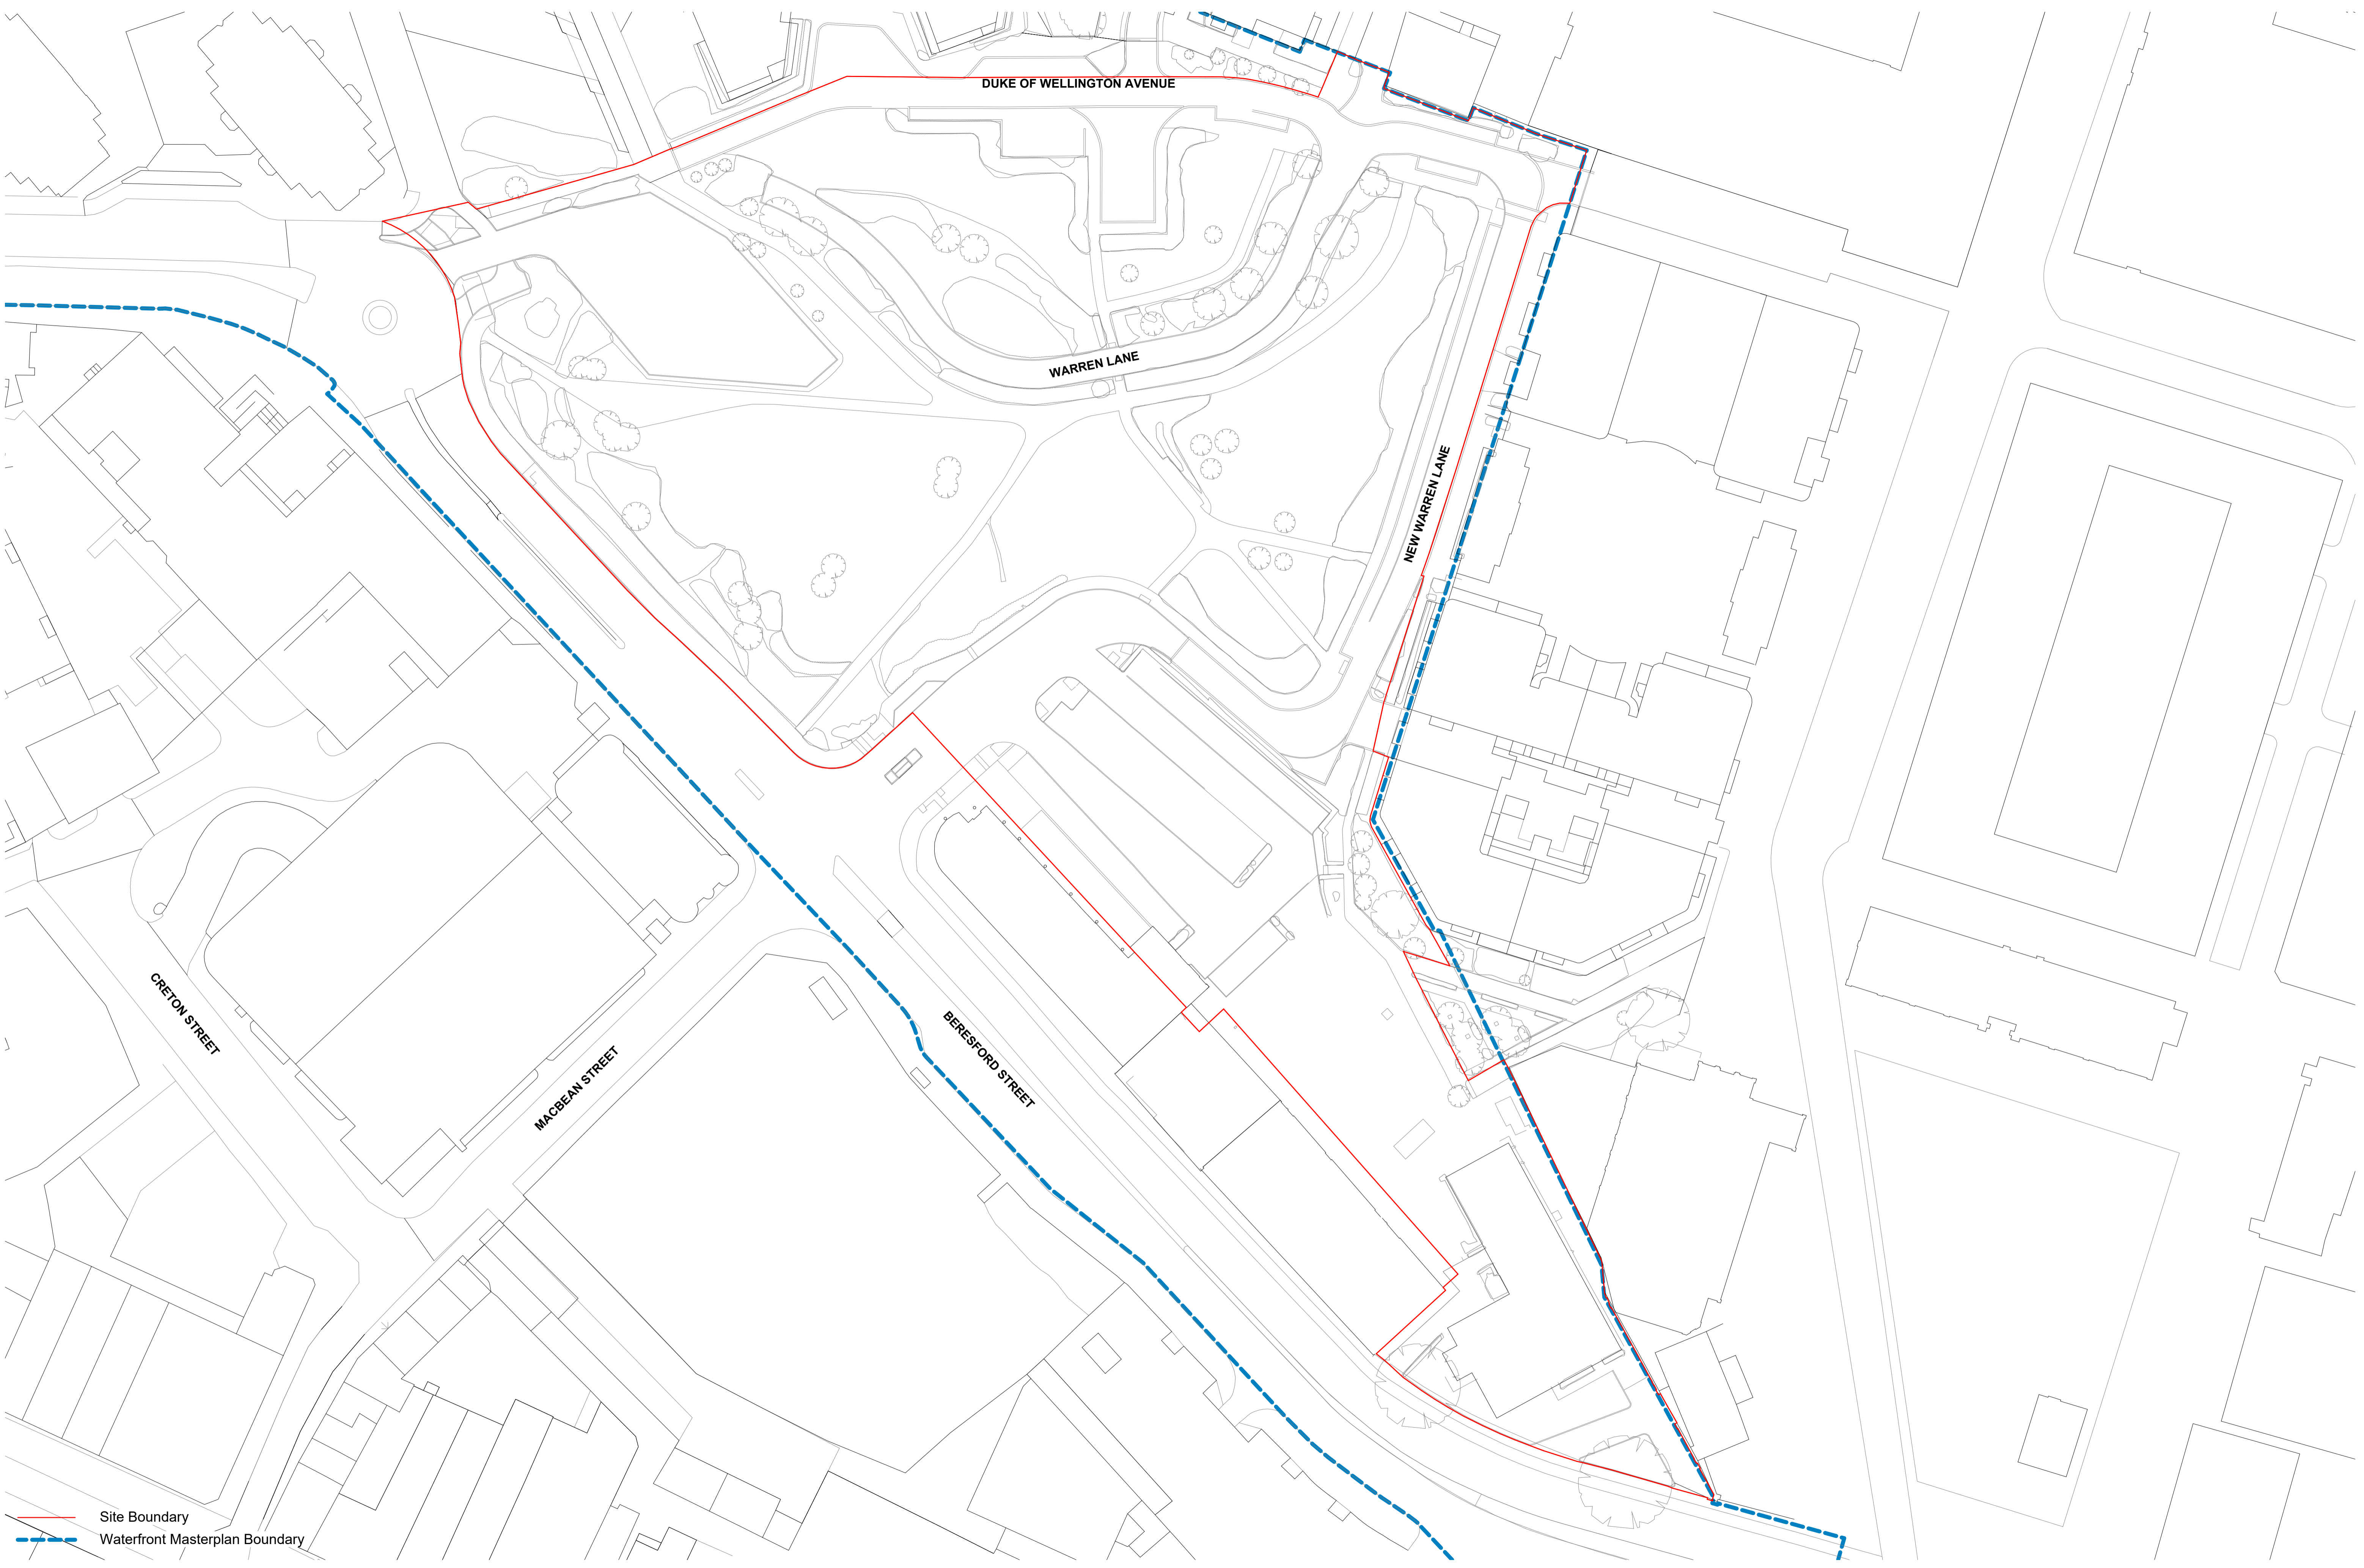 DUKE OF WELLINGTON AVENUE
WARREN LANE
NEW WARREN LANE
CRETON STREET
MACBEAN STREET
BERESFORD STREET
Site Boundary
Waterfront Masterplan Boundary